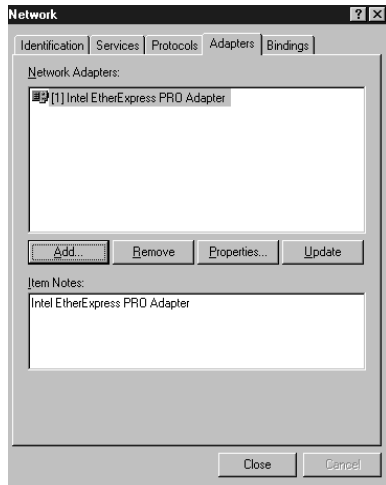 Network
Identification Services Protocols Adapters Bindings
Network Adapters:
[1] Intel EtherExpress PRO Adapter
Add... Remove Properties... Update
Item Notes:
Intel EtherExpress PRO Adapter
Close Cancel